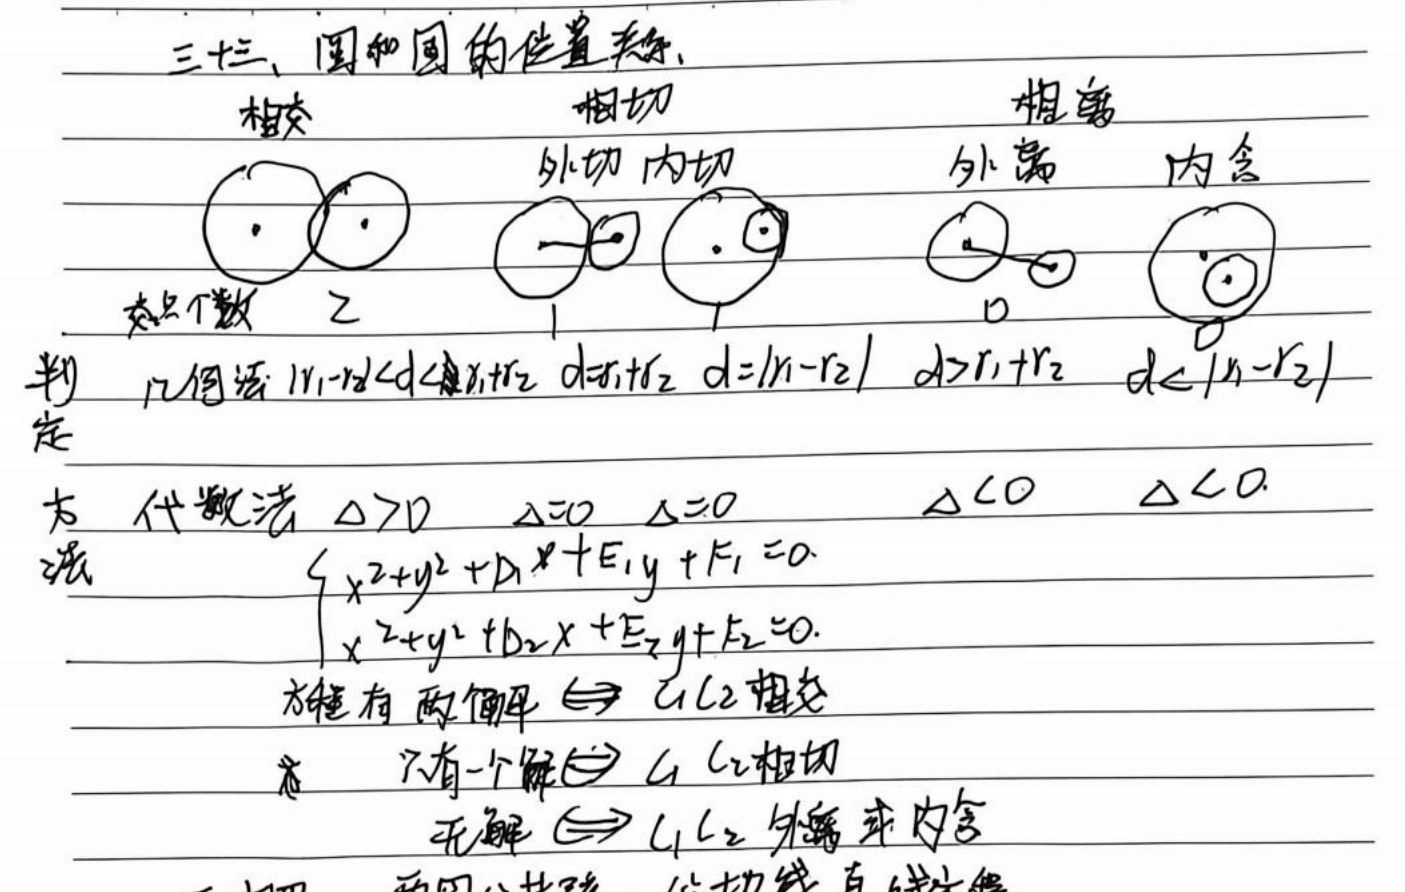 三十三、圆和圆的位置关系、
相交 相切 相离
外切 内切 外离 内含
交点个数 2 1 1 0 0
判定方法
几何法 |r₁-r₂|<d<r₁+r₂ d=r₁+r₂ d=|r₁-r₂| d>r₁+r₂ d<|r₁-r₂|
代数法 △>0 △=0 △=0 △<0 △<0.
{ x²+y²+D₁x+E₁y+F₁=0.
x²+y²+D₂x+E₂y+F₂=0.
方程有两个解 ⇔ C₁C₂相交
只有一个解 ⇔ C₁C₂相切
无解 ⇔ C₁C₂ 外离或内含